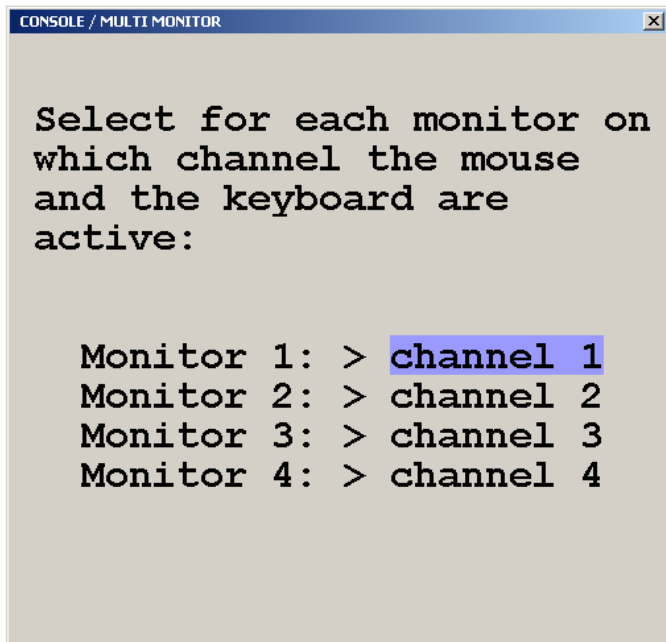 CONSOLE / MULTI MONITOR
Select for each monitor on
which channel the mouse
and the keyboard are
active:
Monitor 1: > channel 1
Monitor 2: > channel 2
Monitor 3: > channel 3
Monitor 4: > channel 4